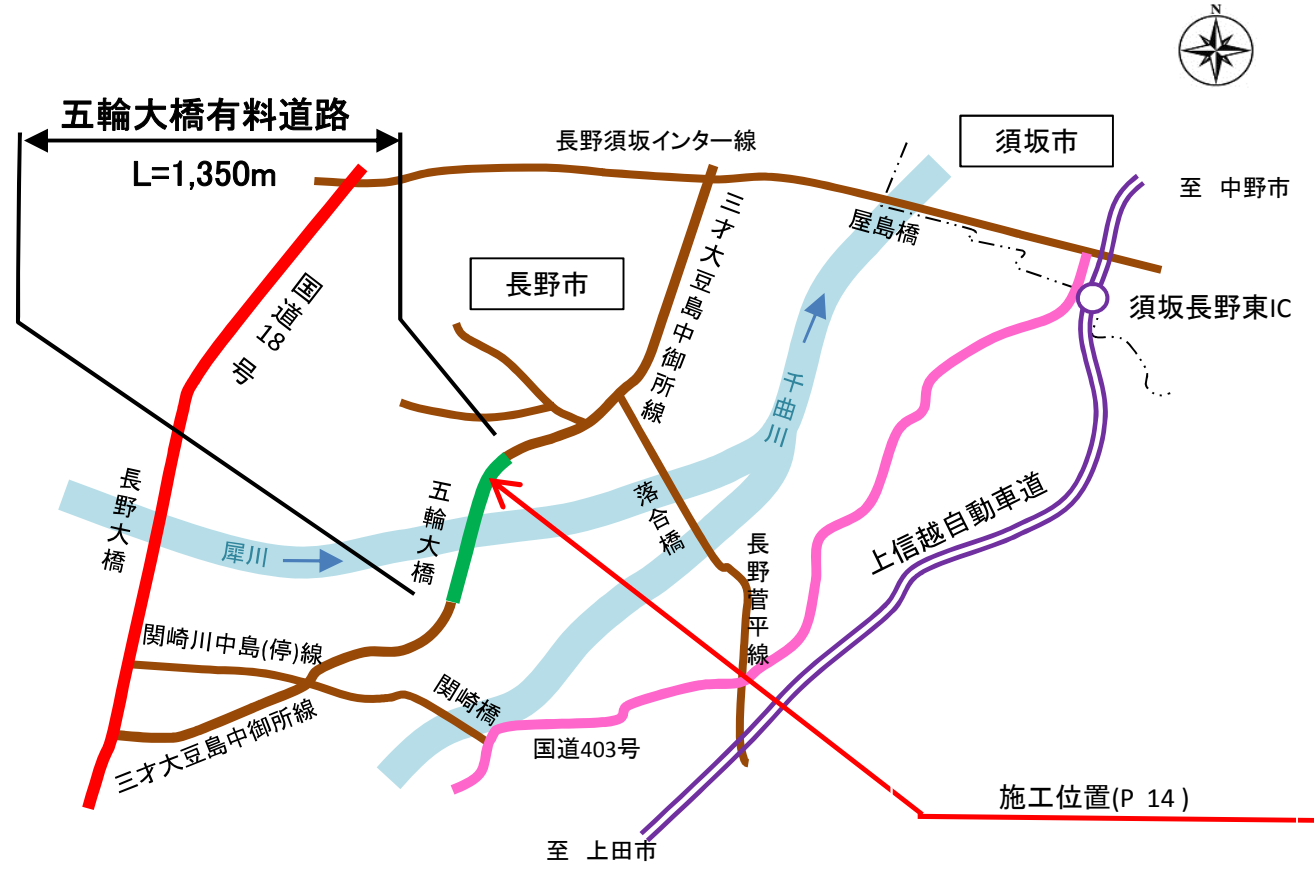 N
五輪大橋有料道路
L=1,350m
長野須坂インター線
須坂市
至 中野市
屋島橋
三才大豆島中御所線
長野市
国道18号
須坂長野東IC
千曲川
長野大橋
五輪大橋
落合橋
犀川
上信越自動車道
長野菅平線
関崎川中島(停)線
関崎橋
三才大豆島中御所線
国道403号
施工位置(P 14 )
至 上田市